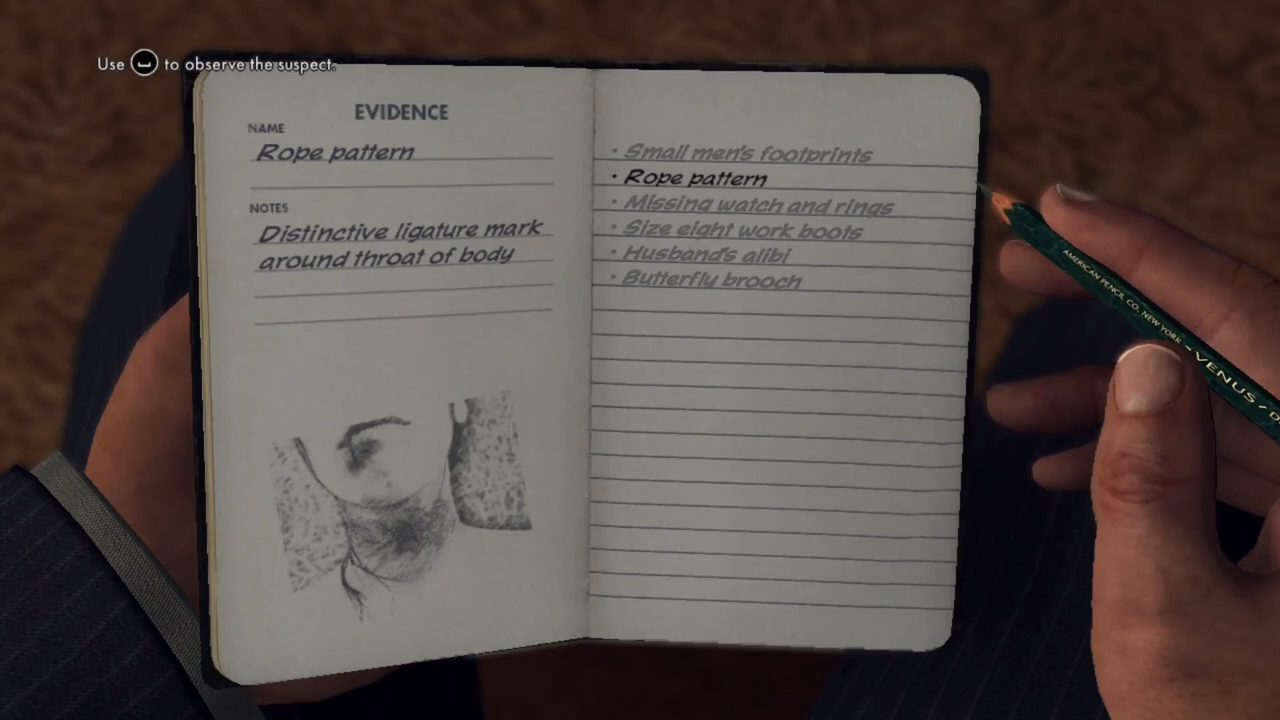 Use to observe the suspect.
EVIDENCE
NAME
Rope pattern
NOTES
Distinctive ligature mark
around throat of body
• Small men's footprints
• Rope pattern
• Missing watch and rings
• Size eight work boots
• Husband's alibi
• Butterfly brooch
AMERICAN PENCIL CO. NEW YORK - VENUS